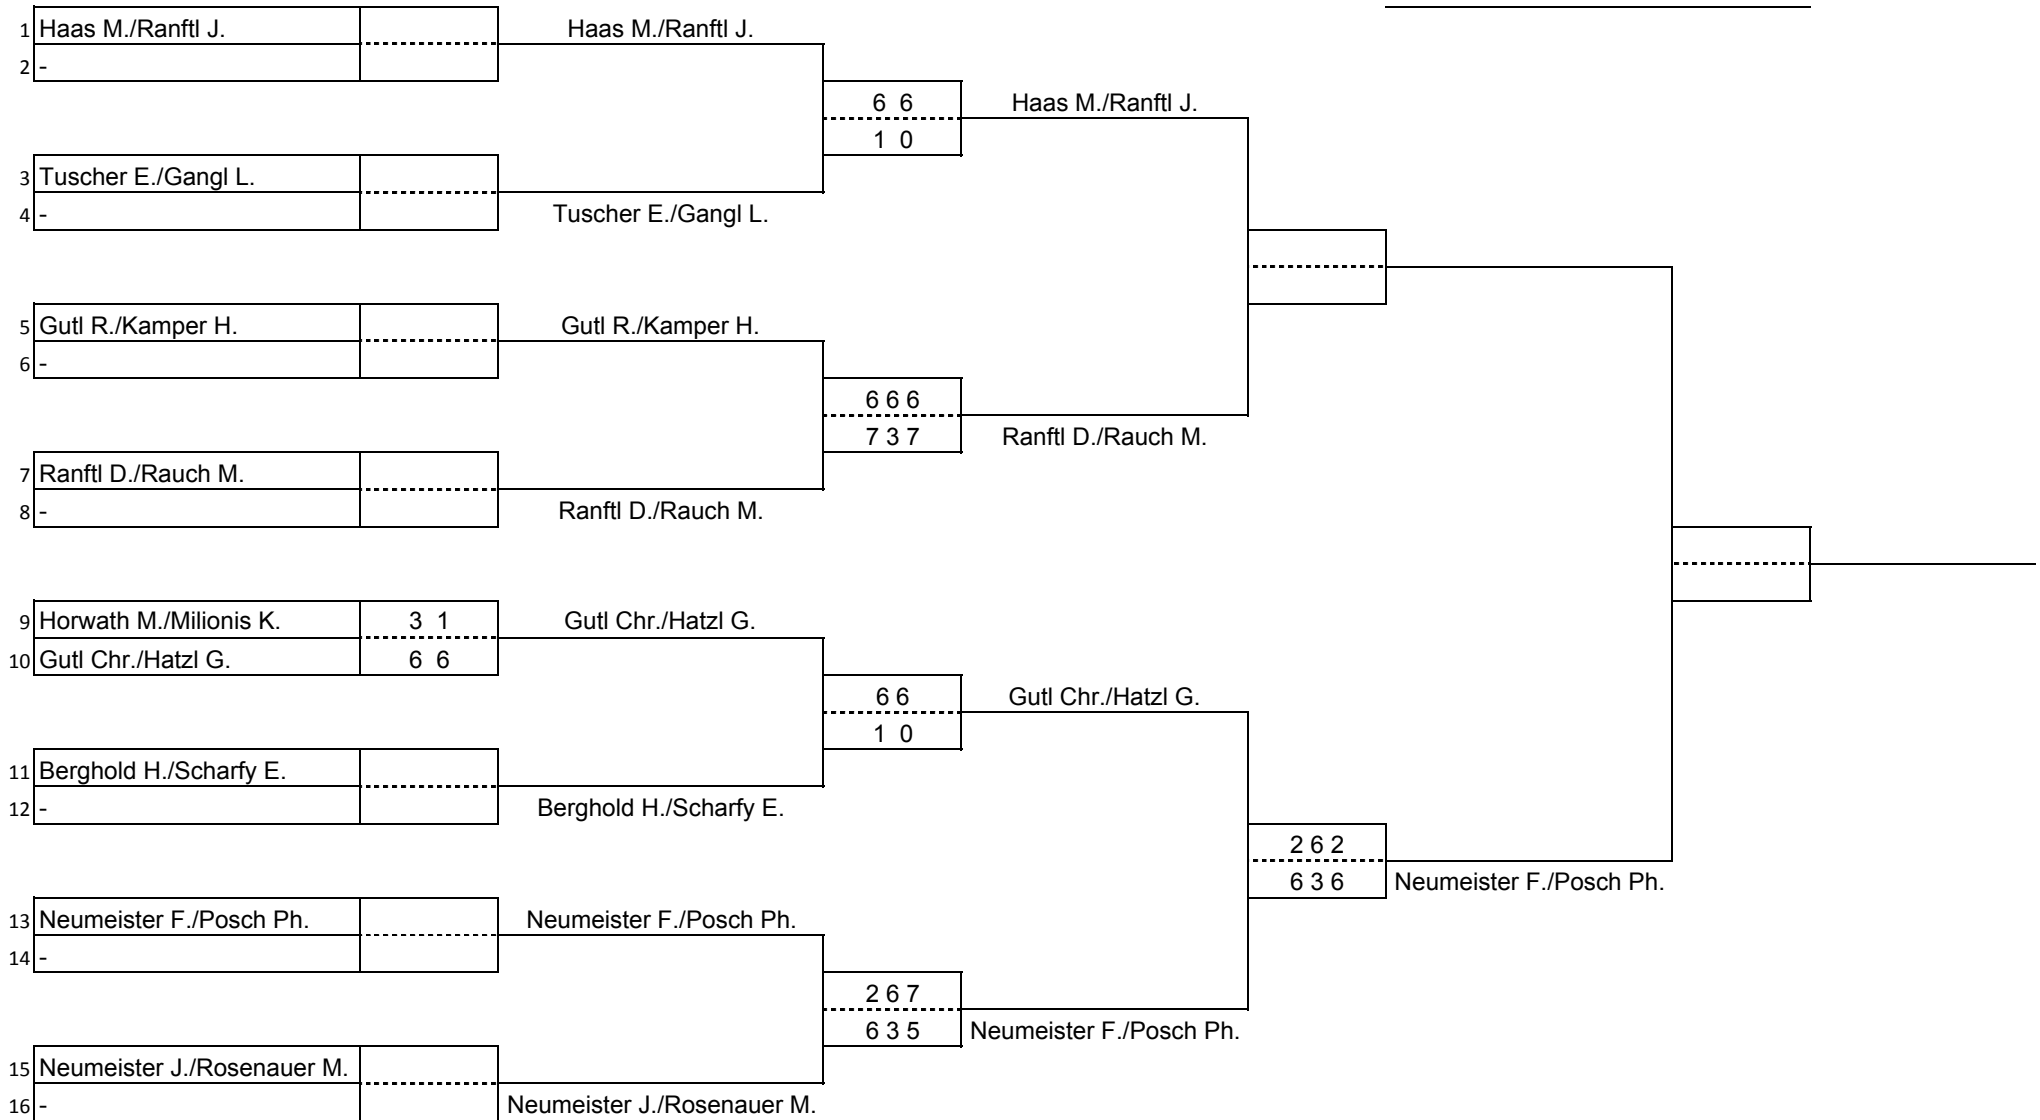 1 Haas M./Ranftl J. Haas M./Ranftl J.
2 -
6 6 Haas M./Ranftl J.
1 0
3 Tuscher E./Gangl L.
4 - Tuscher E./Gangl L.
5 Gutl R./Kamper H. Gutl R./Kamper H.
6 -
6 6 6
7 3 7 Ranftl D./Rauch M.
7 Ranftl D./Rauch M.
8 - Ranftl D./Rauch M.
9 Horwath M./Milionis K. 3 1 Gutl Chr./Hatzl G.
10 Gutl Chr./Hatzl G. 6 6
6 6 Gutl Chr./Hatzl G.
1 0
11 Berghold H./Scharfy E.
12 - Berghold H./Scharfy E.
2 6 2
6 3 6 Neumeister F./Posch Ph.
13 Neumeister F./Posch Ph. Neumeister F./Posch Ph.
14 -
2 6 7
6 3 5 Neumeister F./Posch Ph.
15 Neumeister J./Rosenauer M.
16 - Neumeister J./Rosenauer M.